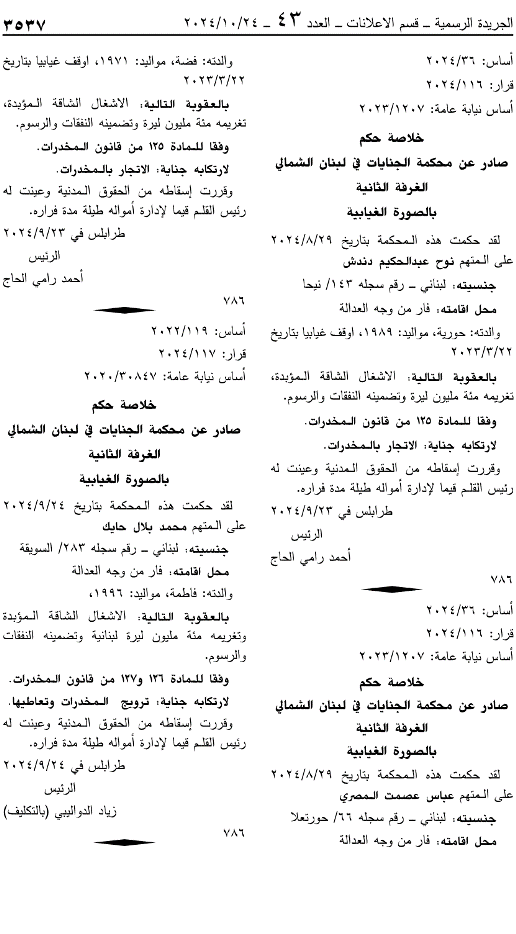 الجريدة الرسمية ــ قسم الاعلانات ــ العدد ٤٣ ــ ٢٠٢٤/١٠/٢٤
٣٥٣٧
أساس: ٢٠٢٤/٣٦
قرار: ٢٠٢٤/١١٦
أساس نيابة عامة: ٢٠٢٣/١٢٠٧
خلاصة حكم
صادر عن محكمة الجنايات في لبنان الشمالي
الغرفة الثانية
بالصورة الغيابية
لقد حكمت هذه المحكمة بتاريخ ٢٠٢٤/٨/٢٩
على المتهم نوح عبدالحكيم دندش
جنسيته: لبناني ــ رقم سجله ١٤٣/ نيحا
محل اقامته: فار من وجه العدالة
والدته: حورية، مواليد: ١٩٨٩، اوقف غيابيا بتاريخ
٢٠٢٣/٣/٢٢
بالعقوبة التالية: الاشغال الشاقة المؤبدة،
تغريمه مئة مليون ليرة وتضمينه النفقات والرسوم.
وفقا للمادة ١٢٥ من قانون المخدرات.
لارتكابه جناية: الاتجار بالمخدرات.
وقررت إسقاطه من الحقوق المدنية وعينت له
رئيس القلم قيما لإدارة أمواله طيلة مدة فراره.
طرابلس في ٢٠٢٤/٩/٢٣
الرئيس
أحمد رامي الحاج
٧٨٦
أساس: ٢٠٢٤/٣٦
قرار: ٢٠٢٤/١١٦
أساس نيابة عامة: ٢٠٢٣/١٢٠٧
خلاصة حكم
صادر عن محكمة الجنايات في لبنان الشمالي
الغرفة الثانية
بالصورة الغيابية
لقد حكمت هذه المحكمة بتاريخ ٢٠٢٤/٨/٢٩
على المتهم عباس عصمت المصري
جنسيته: لبناني ــ رقم سجله ٦٦/ حورتعلا
محل اقامته: فار من وجه العدالة
والدته: فضة، مواليد: ١٩٧١، اوقف غيابيا بتاريخ
٢٠٢٣/٣/٢٢
بالعقوبة التالية: الاشغال الشاقة المؤبدة،
تغريمه مئة مليون ليرة وتضمينه النفقات والرسوم.
وفقا للمادة ١٢٥ من قانون المخدرات.
لارتكابه جناية: الاتجار بالمخدرات.
وقررت إسقاطه من الحقوق المدنية وعينت له
رئيس القلم قيما لإدارة أمواله طيلة مدة فراره.
طرابلس في ٢٠٢٤/٩/٢٣
الرئيس
أحمد رامي الحاج
٧٨٦
أساس: ٢٠٢٢/١١٩
قرار: ٢٠٢٤/١١٧
أساس نيابة عامة: ٢٠٢٠/٣٠٨٤٧
خلاصة حكم
صادر عن محكمة الجنايات في لبنان الشمالي
الغرفة الثانية
بالصورة الغيابية
لقد حكمت هذه المحكمة بتاريخ ٢٠٢٤/٩/٢٤
على المتهم محمد بلال حايك
جنسيته: لبناني ــ رقم سجله ٢٨٣/ السويقة
محل اقامته: فار من وجه العدالة
والدته: فاطمة، مواليد: ١٩٩٦،
بالعقوبة التالية: الاشغال الشاقة المؤبدة
وتغريمه مئة مليون ليرة لبنانية وتضمينه النفقات
والرسوم.
وفقا للمادة ١٢٦ و١٢٧ من قانون المخدرات.
لارتكابه جناية: ترويج المخدرات وتعاطيها.
وقررت إسقاطه من الحقوق المدنية وعينت له
رئيس القلم قيما لإدارة أمواله طيلة مدة فراره.
طرابلس في ٢٠٢٤/٩/٢٤
الرئيس
زياد الدواليبي (بالتكليف)
٧٨٦